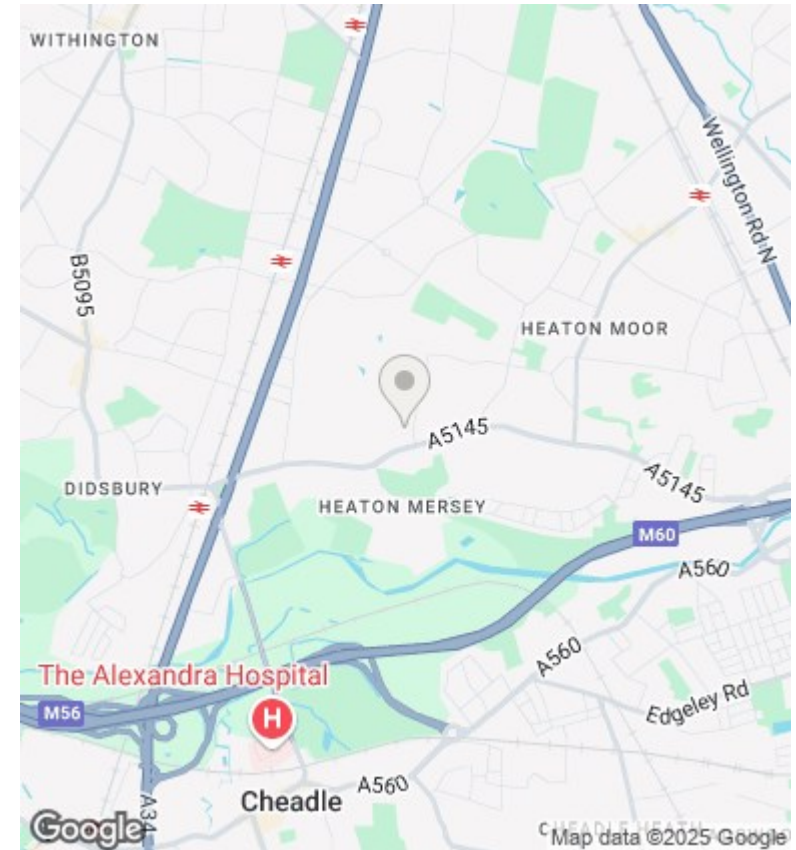 WITHINGTON
Wellington Rd N
B5095
HEATON MOOR
A5145
DIDSBURY
A5145
HEATON MERSEY
M60
A560
The Alexandra Hospital
H
A560
M56
Edgeley Rd
A34
A560
Cheadle
Google
Map data ©2025 Google